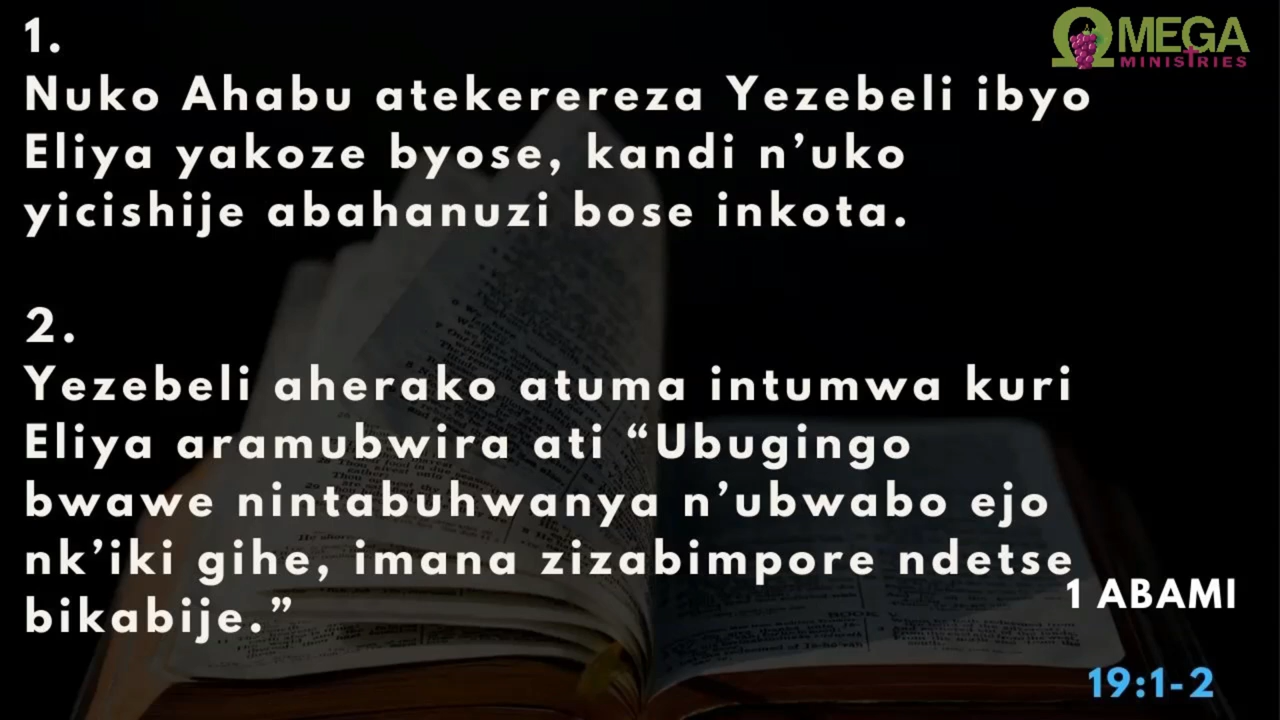 1.
ΩMEGA
MINISTRIES
Nuko Ahabu atekerereza Yezebeli ibyo
Eliya yakoze byose, kandi n’uko
yicishije abahanuzi bose inkota.
2.
Yezebeli aherako atuma intumwa kuri
Eliya aramubwira ati “Ubugingo
bwawe nintabuhwanya n’ubwabo ejo
nk’iki gihe, imana zizabimpore ndetse
bikabije.”
1 ABAMI
19:1-2